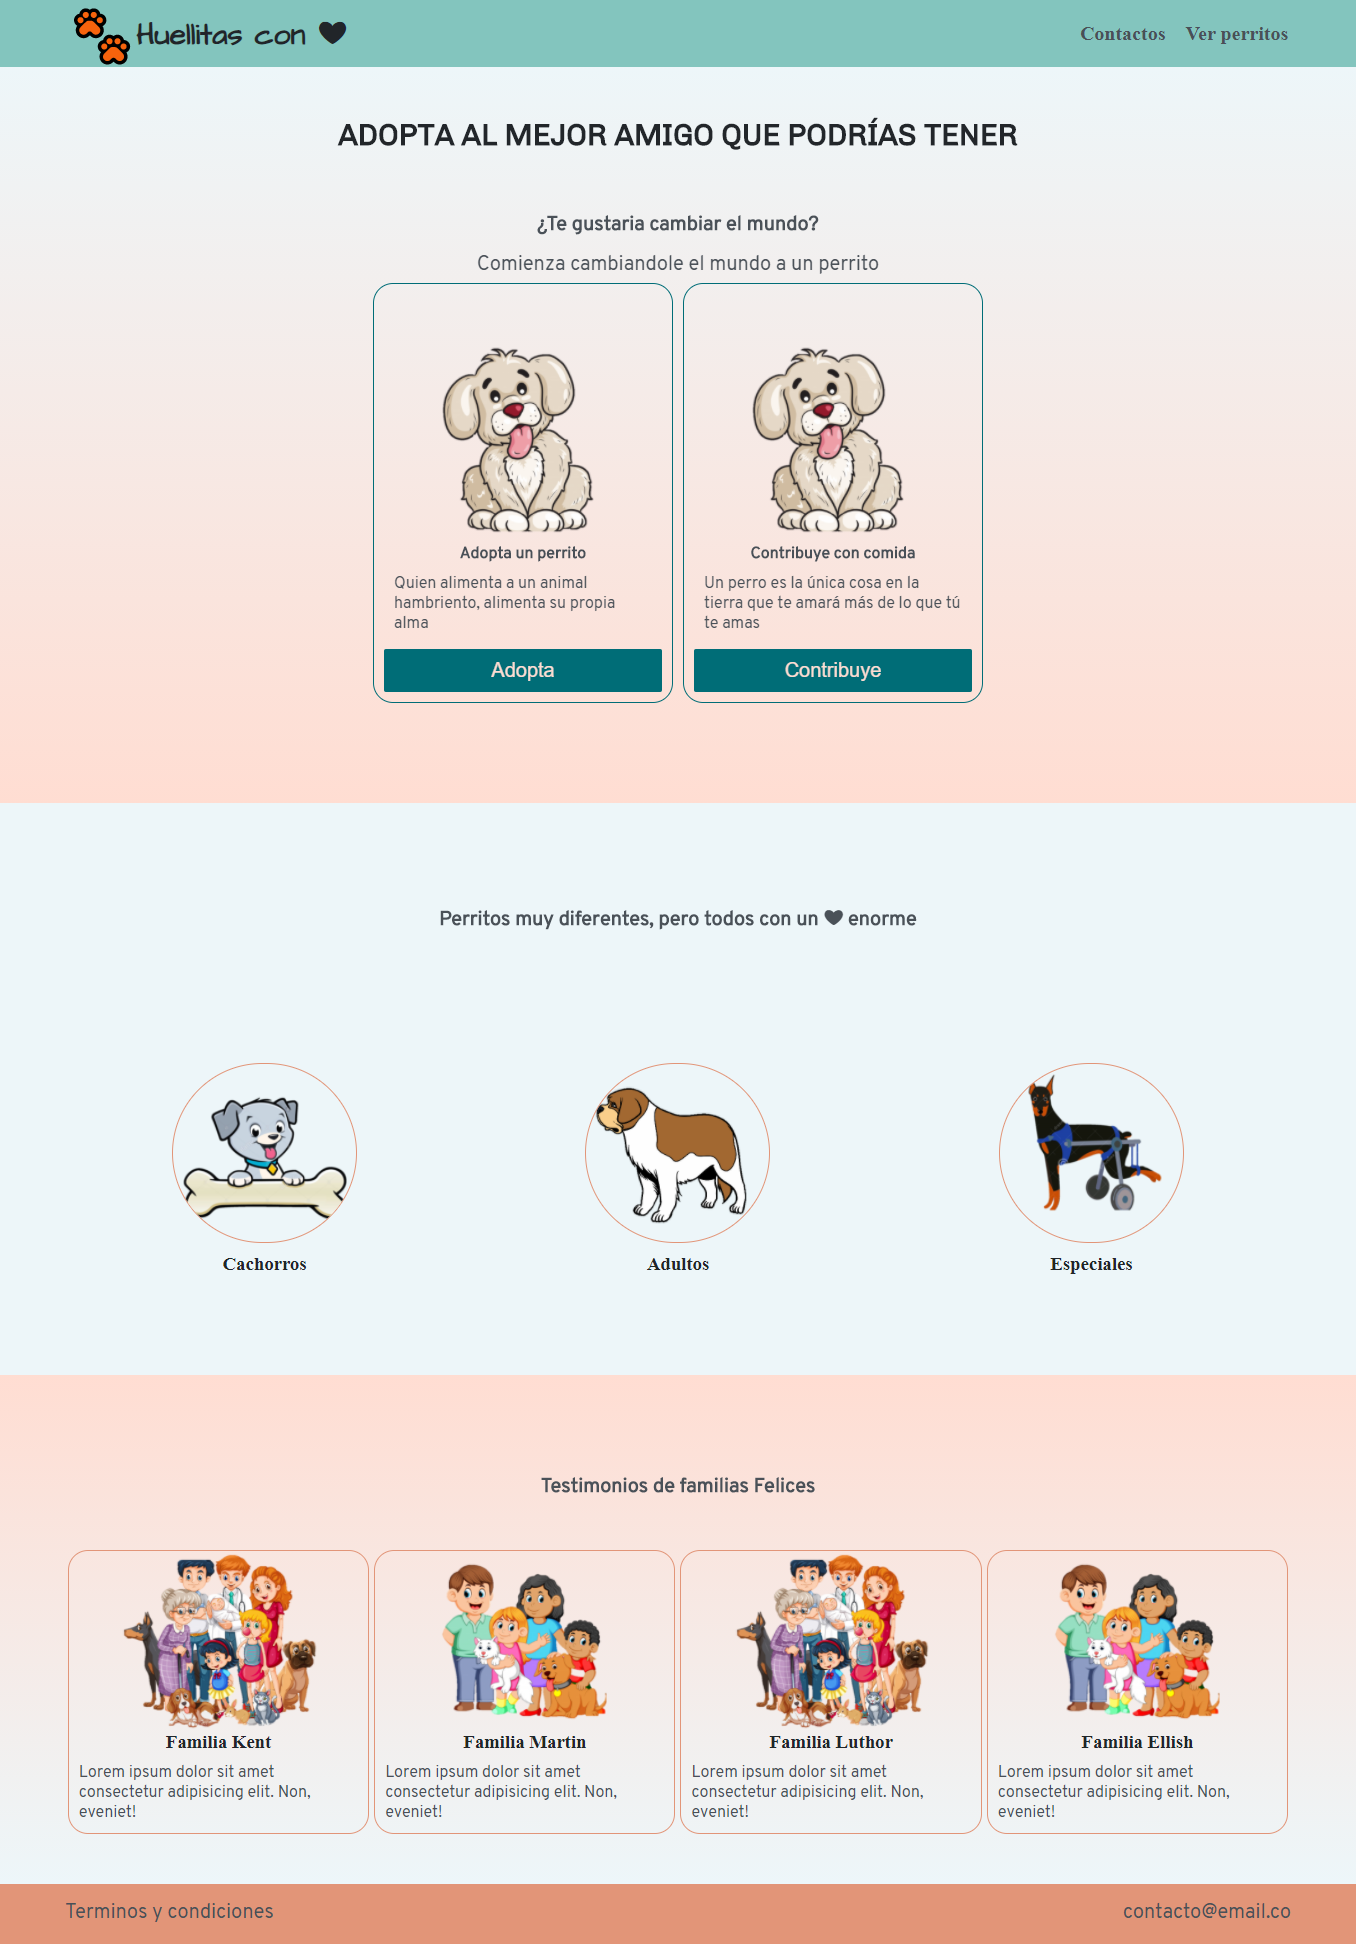 Huellitas con
Contactos
Ver perritos
ADOPTA AL MEJOR AMIGO QUE PODRÍAS TENER
¿Te gustaria cambiar el mundo?
Comienza cambiandole el mundo a un perrito
Adopta un perrito
Quien alimenta a un animal
hambriento, alimenta su propia
alma
Adopta
Contribuye con comida
Un perro es la única cosa en la
tierra que te amará más de lo que tú
te amas
Contribuye
Perritos muy diferentes, pero todos con un ♥ enorme
Cachorros
Adultos
Especiales
Testimonios de familias Felices
Familia Kent
Lorem ipsum dolor sit amet
consectetur adipisicing elit. Non,
eveniet!
Familia Martin
Lorem ipsum dolor sit amet
consectetur adipisicing elit. Non,
eveniet!
Familia Luthor
Lorem ipsum dolor sit amet
consectetur adipisicing elit. Non,
eveniet!
Familia Ellish
Lorem ipsum dolor sit amet
consectetur adipisicing elit. Non,
eveniet!
Terminos y condiciones
contacto@email.co